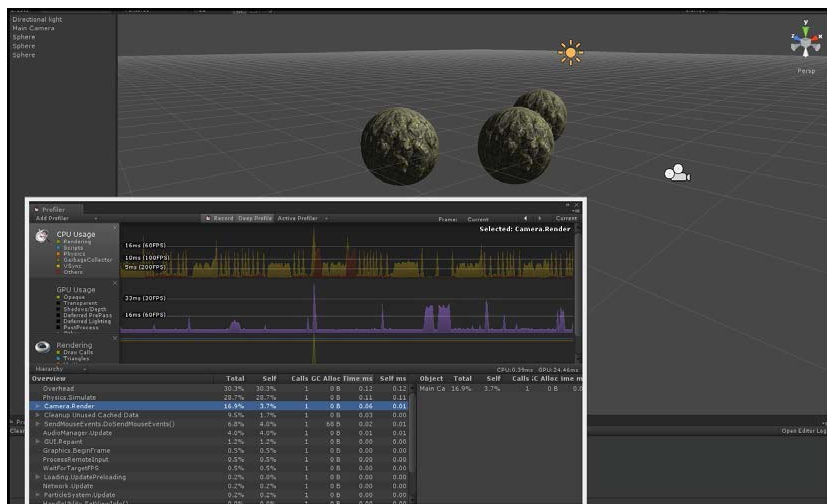 Directional light
Main Camera
Sphere
Sphere
Sphere
y
z
x
Persp
Profiler
Add Profiler
Record Deep Profile Active Profiler
Frame: Current
Current
CPU Usage
Rendering
Scripts
Physics
GarbageCollector
VSync
Others
Selected: Camera.Render
16ms (60FPS)
10ms (100FPS)
5ms (200FPS)
GPU Usage
Opaque
Transparent
Shadows/Depth
Deferred PrePass
Deferred Lighting
PostProcess
33ms (30FPS)
16ms (60FPS)
Rendering
Draw Calls
Triangles
Hierarchy
CPU:0.39ms GPU:24.46ms
Overview Total Self Calls GC Alloc Time ms Self ms Object Total Self Calls GC Alloc
Overhead 30.3% 30.3% 1 0 B 0.12 0.12 Main Ca 16.9% 3.7% 1 0 B
Physics.Simulate 28.7% 28.7% 1 0 B 0.11 0.11
Camera.Render 16.9% 3.7% 1 0 B 0.06 0.01
Cleanup Unused Cached Data 9.5% 1.7% 1 0 B 0.03 0.00
SendMouseEvents.DoSendMouseEvents() 6.8% 4.0% 1 68 B 0.02 0.01
AudioManager.Update 4.0% 4.0% 1 0 B 0.01 0.01
GUI.Repaint 1.2% 1.2% 1 0 B 0.00 0.00
Graphics.BeginFrame 0.5% 0.5% 1 0 B 0.00 0.00
ProcessRemoteInput 0.5% 0.5% 1 0 B 0.00 0.00
WaitForTargetFPS 0.5% 0.5% 1 0 B 0.00 0.00
Loading.UpdatePreloading 0.2% 0.0% 1 0 B 0.00 0.00
Network.Update 0.2% 0.2% 1 0 B 0.00 0.00
ParticleSystem.Update 0.2% 0.2% 1 0 B 0.00 0.00
Open Editor Log